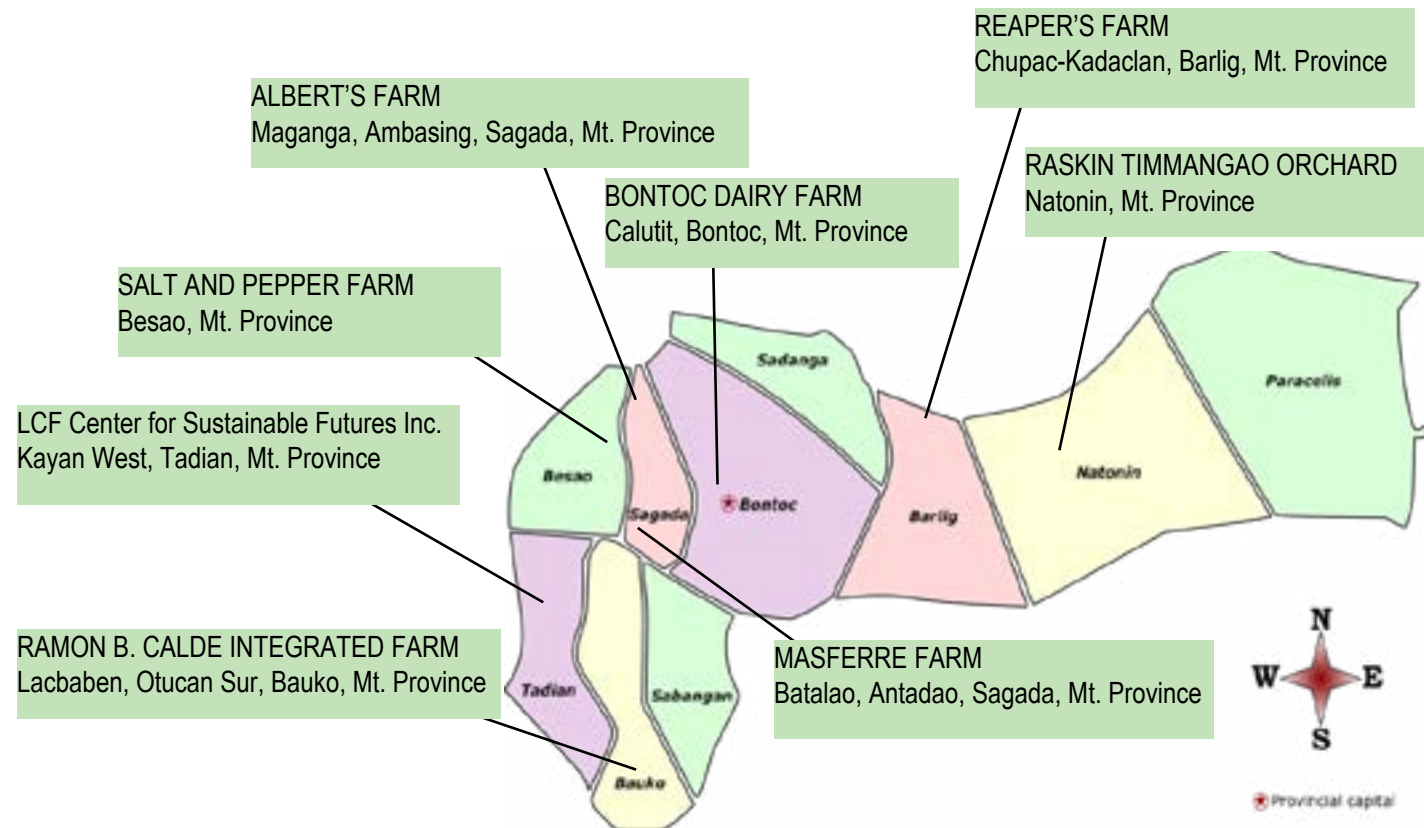 REAPER'S FARM
Chupac-Kadaclan, Barlig, Mt. Province
ALBERT'S FARM
Maganga, Ambasing, Sagada, Mt. Province
RASKIN TIMMANGAO ORCHARD
Natonin, Mt. Province
BONTOC DAIRY FARM
Calutit, Bontoc, Mt. Province
SALT AND PEPPER FARM
Besao, Mt. Province
LCF Center for Sustainable Futures Inc.
Kayan West, Tadian, Mt. Province
RAMON B. CALDE INTEGRATED FARM
Lacbaben, Otucan Sur, Bauko, Mt. Province
MASFERRE FARM
Batalao, Antadao, Sagada, Mt. Province
Sadanga
Paracelis
Besao
Natonin
Bontoc
Sagada
Barlig
Tadian
Sabangan
Bauko
N
W
E
S
Provincial capital